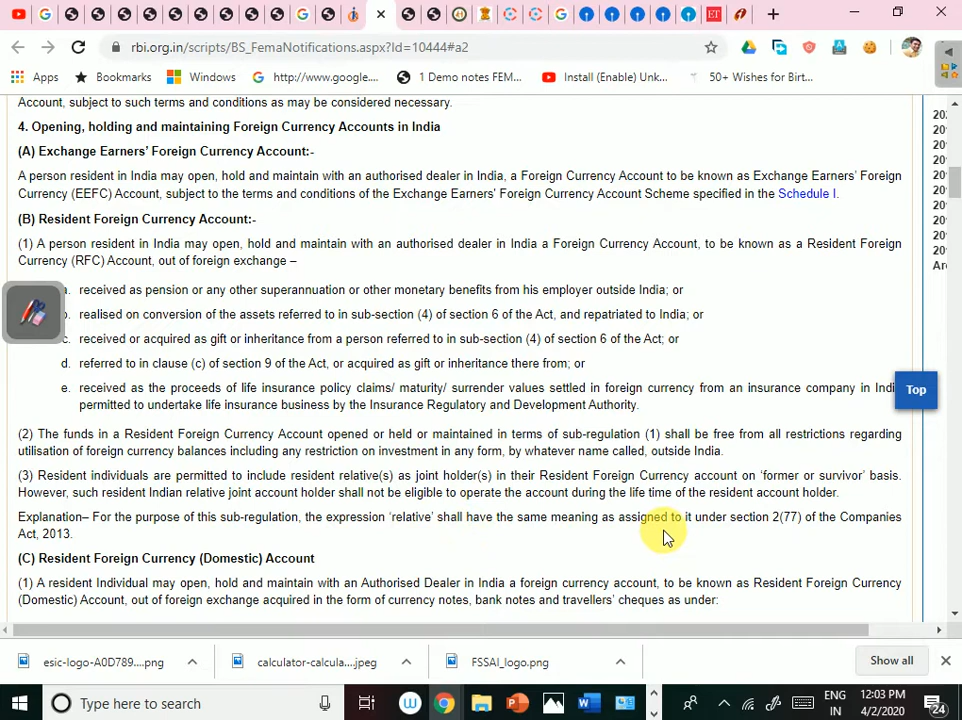 rbi.org.in/scripts/BS_FemaNotifications.aspx?Id=10444#a2
Apps
Bookmarks
Windows
http://www.google....
1 Demo notes FEM...
Install (Enable) Unk...
50+ Wishes for Birt...
Account, subject to such terms and conditions as may be considered necessary.
4. Opening, holding and maintaining Foreign Currency Accounts in India
(A) Exchange Earners' Foreign Currency Account:-
A person resident in India may open, hold and maintain with an authorised dealer in India, a Foreign Currency Account to be known as Exchange Earners' Foreign
Currency (EEFC) Account, subject to the terms and conditions of the Exchange Earners' Foreign Currency Account Scheme specified in the Schedule I.
(B) Resident Foreign Currency Account:-
(1) A person resident in India may open, hold and maintain with an authorised dealer in India a Foreign Currency Account, to be known as a Resident Foreign
Currency (RFC) Account, out of foreign exchange –
received as pension or any other superannuation or other monetary benefits from his employer outside India; or
realised on conversion of the assets referred to in sub-section (4) of section 6 of the Act, and repatriated to India; or
c. received or acquired as gift or inheritance from a person referred to in sub-section (4) of section 6 of the Act; or
d. referred to in clause (c) of section 9 of the Act, or acquired as gift or inheritance there from; or
e. received as the proceeds of life insurance policy claims/ maturity/ surrender values settled in foreign currency from an insurance company in Indi
permitted to undertake life insurance business by the Insurance Regulatory and Development Authority.
Top
(2) The funds in a Resident Foreign Currency Account opened or held or maintained in terms of sub-regulation (1) shall be free from all restrictions regarding
utilisation of foreign currency balances including any restriction on investment in any form, by whatever name called, outside India.
(3) Resident individuals are permitted to include resident relative(s) as joint holder(s) in their Resident Foreign Currency account on 'former or survivor' basis.
However, such resident Indian relative joint account holder shall not be eligible to operate the account during the life time of the resident account holder.
Explanation– For the purpose of this sub-regulation, the expression 'relative' shall have the same meaning as assigned to it under section 2(77) of the Companies
Act, 2013.
(C) Resident Foreign Currency (Domestic) Account
(1) A resident Individual may open, hold and maintain with an Authorised Dealer in India a foreign currency account, to be known as Resident Foreign Currency
(Domestic) Account, out of foreign exchange acquired in the form of currency notes, bank notes and travellers' cheques as under:
esic-logo-A0D789....png
calculator-calcula....jpeg
FSSAI_logo.png
Show all
Type here to search
ENG
IN
12:03 PM
4/2/2020
24